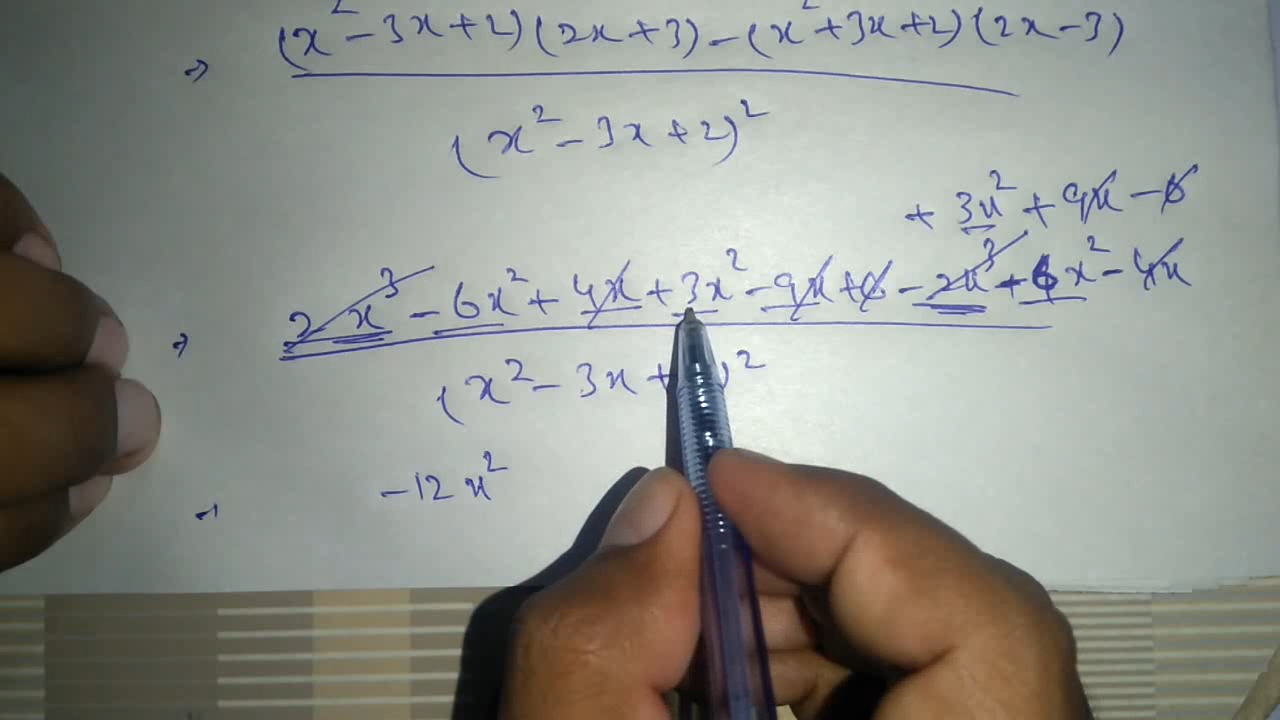 ⇒ (x² - 3x + 2)(2x + 3) - (x² + 3x + 2)(2x - 3)
(x² - 3x + 2)²
+ 3x² + 9x - 6
⇒ 2x³ - 6x² + 4x + 3x² - 9x + 6 - 2x³ + 6x² - 4x
(x² - 3x + )²
-12x²